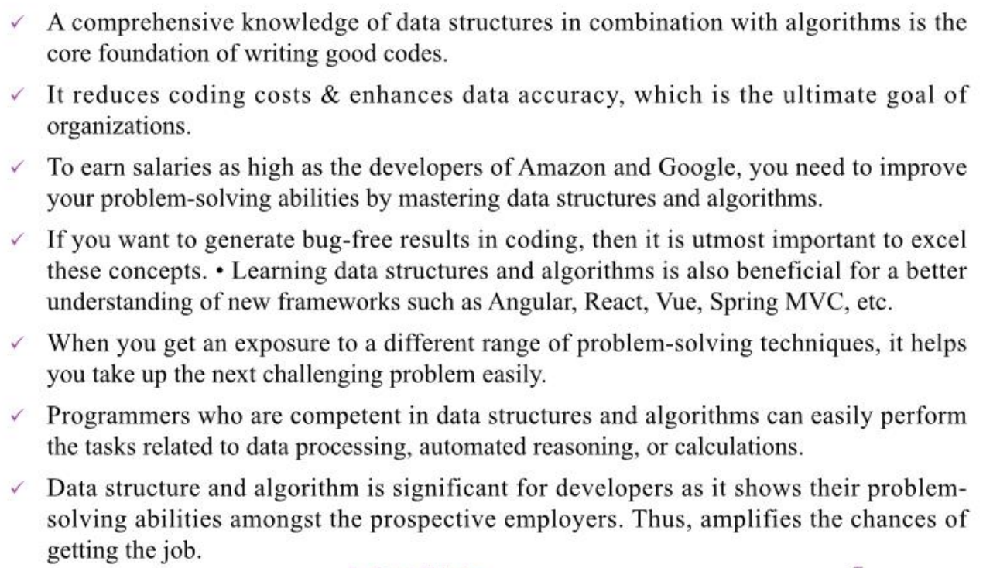 ✓ A comprehensive knowledge of data structures in combination with algorithms is the
core foundation of writing good codes.
✓ It reduces coding costs & enhances data accuracy, which is the ultimate goal of
organizations.
✓ To earn salaries as high as the developers of Amazon and Google, you need to improve
your problem-solving abilities by mastering data structures and algorithms.
✓ If you want to generate bug-free results in coding, then it is utmost important to excel
these concepts. • Learning data structures and algorithms is also beneficial for a better
understanding of new frameworks such as Angular, React, Vue, Spring MVC, etc.
✓ When you get an exposure to a different range of problem-solving techniques, it helps
you take up the next challenging problem easily.
✓ Programmers who are competent in data structures and algorithms can easily perform
the tasks related to data processing, automated reasoning, or calculations.
✓ Data structure and algorithm is significant for developers as it shows their problem-
solving abilities amongst the prospective employers. Thus, amplifies the chances of
getting the job.